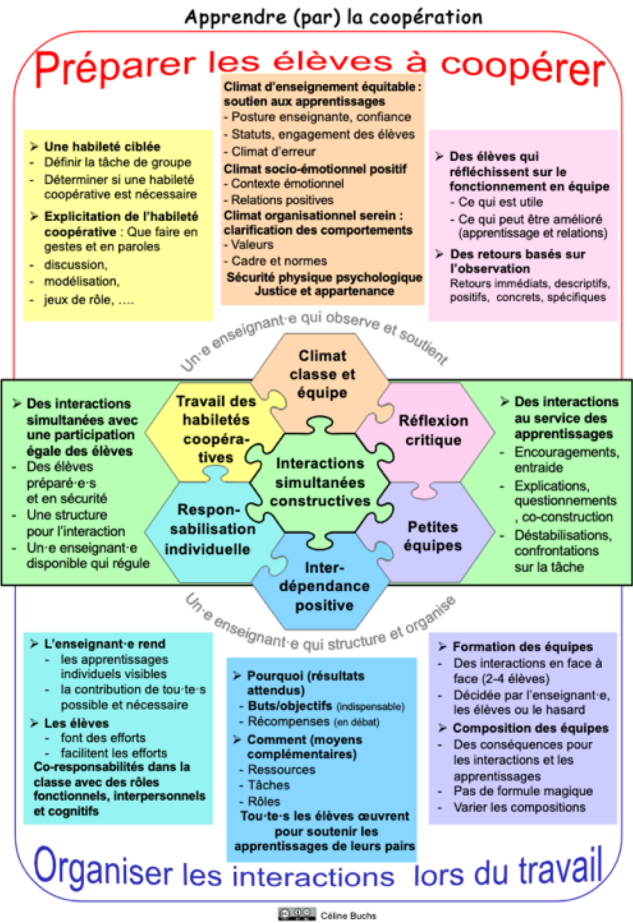 Apprendre (par) la coopération
Préparer les élèves à coopérer
➢ Une habileté ciblée
- Définir la tâche de groupe
- Déterminer si une habileté
coopérative est nécessaire
➢ Explicitation de l'habileté
coopérative : Que faire en
gestes et en paroles
- discussion,
- modélisation,
- jeux de rôle, ….
Climat d'enseignement équitable :
soutien aux apprentissages
- Posture enseignante, confiance
- Statuts, engagement des élèves
- Climat d'erreur
Climat socio-émotionnel positif
- Contexte émotionnel
- Relations positives
Climat organisationnel serein :
clarification des comportements
- Valeurs
- Cadre et normes
Sécurité physique psychologique
Justice et appartenance
➢ Des élèves qui
réfléchissent sur le
fonctionnement en équipe
- Ce qui est utile
- Ce qui peut être amélioré
(apprentissage et relations)
➢ Des retours basés sur
l'observation
Retours immédiats, descriptifs,
positifs, concrets, spécifiques
Un·e enseignant·e qui observe et soutient
➢ Des interactions
simultanées avec
une participation
égale des élèves
- Des élèves
préparé·e·s
et en sécurité
- Une structure
pour l'interaction
- Un·e enseignant·e
disponible qui régule
Climat
classe et
équipe
Travail des
habiletés
coopéra-
tives
Réflexion
critique
Interactions
simultanées
constructives
Respon-
sabilisation
individuelle
Petites
équipes
Inter-
dépendance
positive
➢ Des interactions
au service des
apprentissages
- Encouragements,
entraide
- Explications,
questionnements
, co-construction
- Déstabilisations,
confrontations
sur la tâche
Un·e enseignant·e qui structure et organise
➢ L'enseignant·e rend
- les apprentissages
individuels visibles
- la contribution de tou·te·s
possible et nécessaire
➢ Les élèves
- font des efforts
- facilitent les efforts
Co-responsabilités dans la
classe avec des rôles
fonctionnels, interpersonnels
et cognitifs
➢ Pourquoi (résultats
attendus)
- Buts/objectifs (indispensable)
- Récompenses (en débat)
➢ Comment (moyens
complémentaires)
- Ressources
- Tâches
- Rôles
Tou·te·s les élèves œuvrent
pour soutenir les
apprentissages de leurs pairs
➢ Formation des équipes
- Des interactions en face à
face (2-4 élèves)
- Décidée par l'enseignant·e,
les élèves ou le hasard
➢ Composition des équipes
- Des conséquences pour
les interactions et les
apprentissages
- Pas de formule magique
- Varier les compositions
Organiser les interactions lors du travail
Céline Buchs